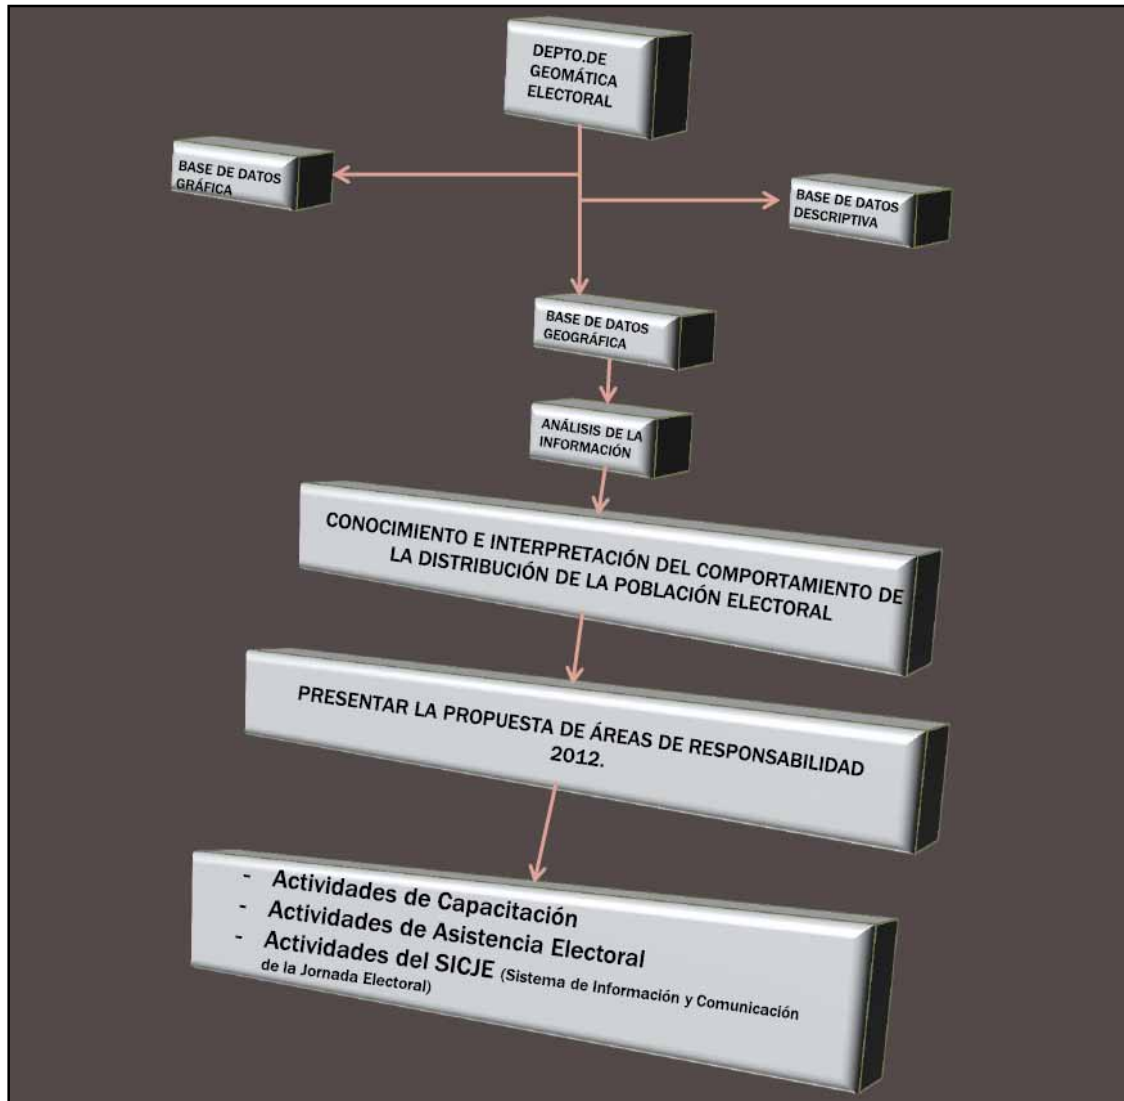 DEPTO.DE
GEOMÁTICA
ELECTORAL
BASE DE DATOS
GRÁFICA
BASE DE DATOS
DESCRIPTIVA
BASE DE DATOS
GEOGRÁFICA
ANÁLISIS DE LA
INFORMACIÓN
CONOCIMIENTO E INTERPRETACIÓN DEL COMPORTAMIENTO DE
LA DISTRIBUCIÓN DE LA POBLACIÓN ELECTORAL
PRESENTAR LA PROPUESTA DE ÁREAS DE RESPONSABILIDAD
2012.
- Actividades de Capacitación
- Actividades de Asistencia Electoral
- Actividades del SICJE (Sistema de Información y Comunicación
de la Jornada Electoral)